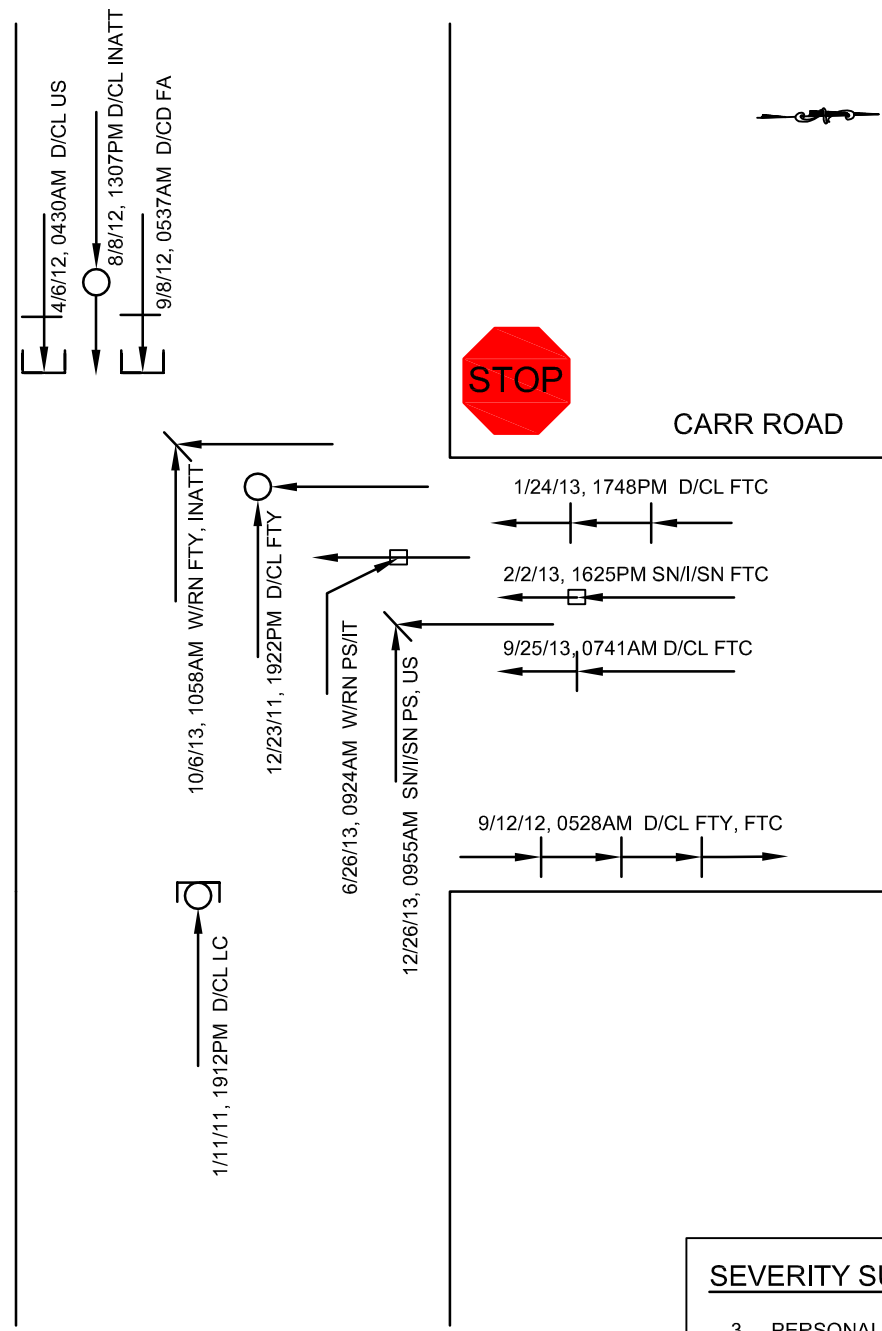 4/6/12, 0430AM D/CL US
8/8/12, 1307PM D/CL INATT
9/8/12, 0537AM D/CD FA
STOP
CARR ROAD
10/6/13, 1058AM W/RN FTY, INATT
12/23/11, 1922PM D/CL FTY
6/26/13, 0924AM W/RN PS/IT
12/26/13, 0955AM SN/I/SN PS, US
1/24/13, 1748PM D/CL FTC
2/2/13, 1625PM SN/I/SN FTC
9/25/13, 0741AM D/CL FTC
9/12/12, 0528AM D/CL FTY, FTC
1/11/11, 1912PM D/CL LC
SEVERITY SU
3 PERSONAL